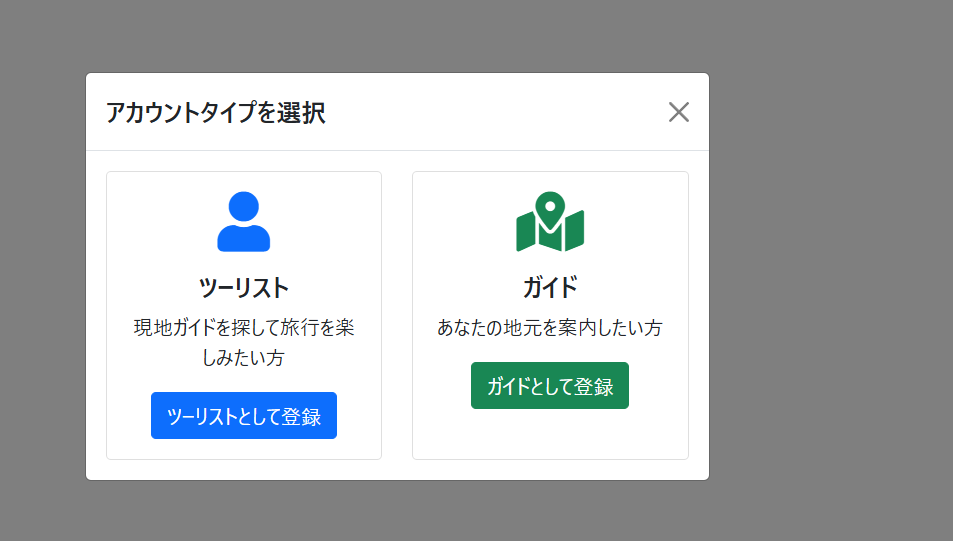 アカウントタイプを選択
ツーリスト
現地ガイドを探して旅行を楽
しみたい方
ツーリストとして登録
ガイド
あなたの地元を案内したい方
ガイドとして登録